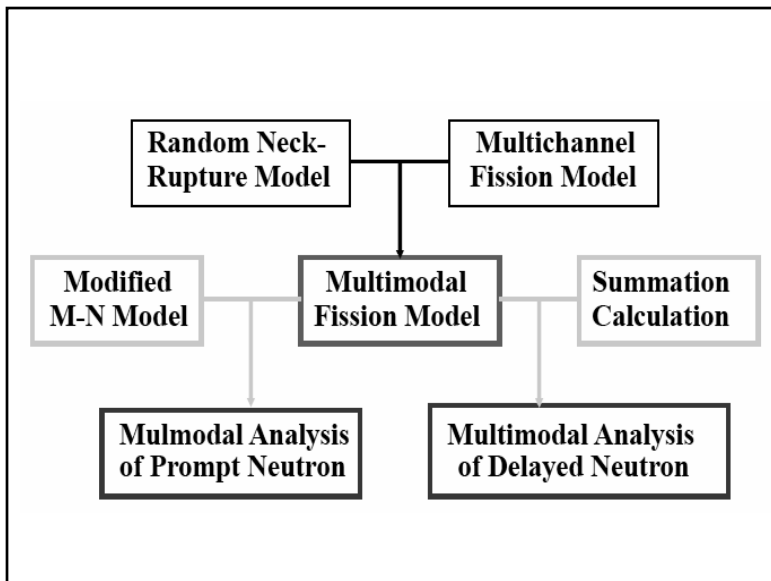 Random Neck-
Rupture Model
Multichannel
Fission Model
Modified
M-N Model
Multimodal
Fission Model
Summation
Calculation
Mulmodal Analysis
of Prompt Neutron
Multimodal Analysis
of Delayed Neutron